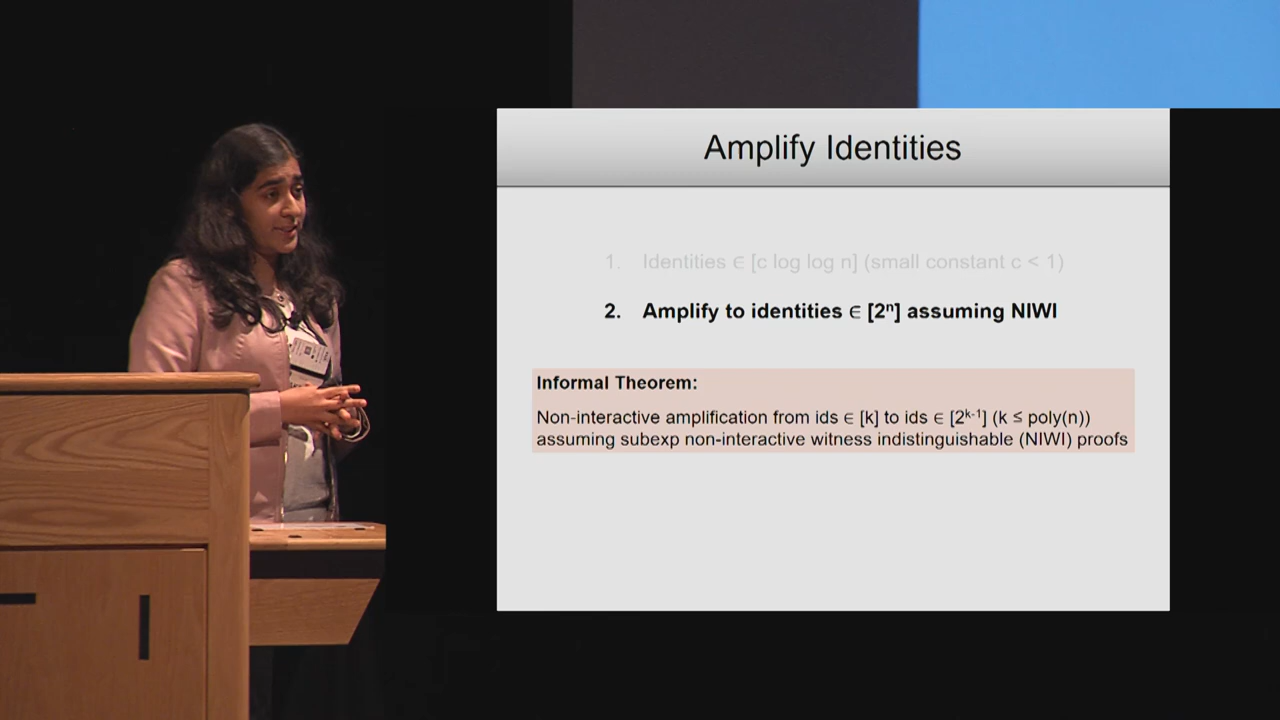 Amplify Identities
1. Identities ∈ [c log log n] (small constant c < 1)
2. Amplify to identities ∈ [2ⁿ] assuming NIWI
Informal Theorem:
Non-interactive amplification from ids ∈ [k] to ids ∈ [2ᵏ⁻¹] (k ≤ poly(n))
assuming subexp non-interactive witness indistinguishable (NIWI) proofs